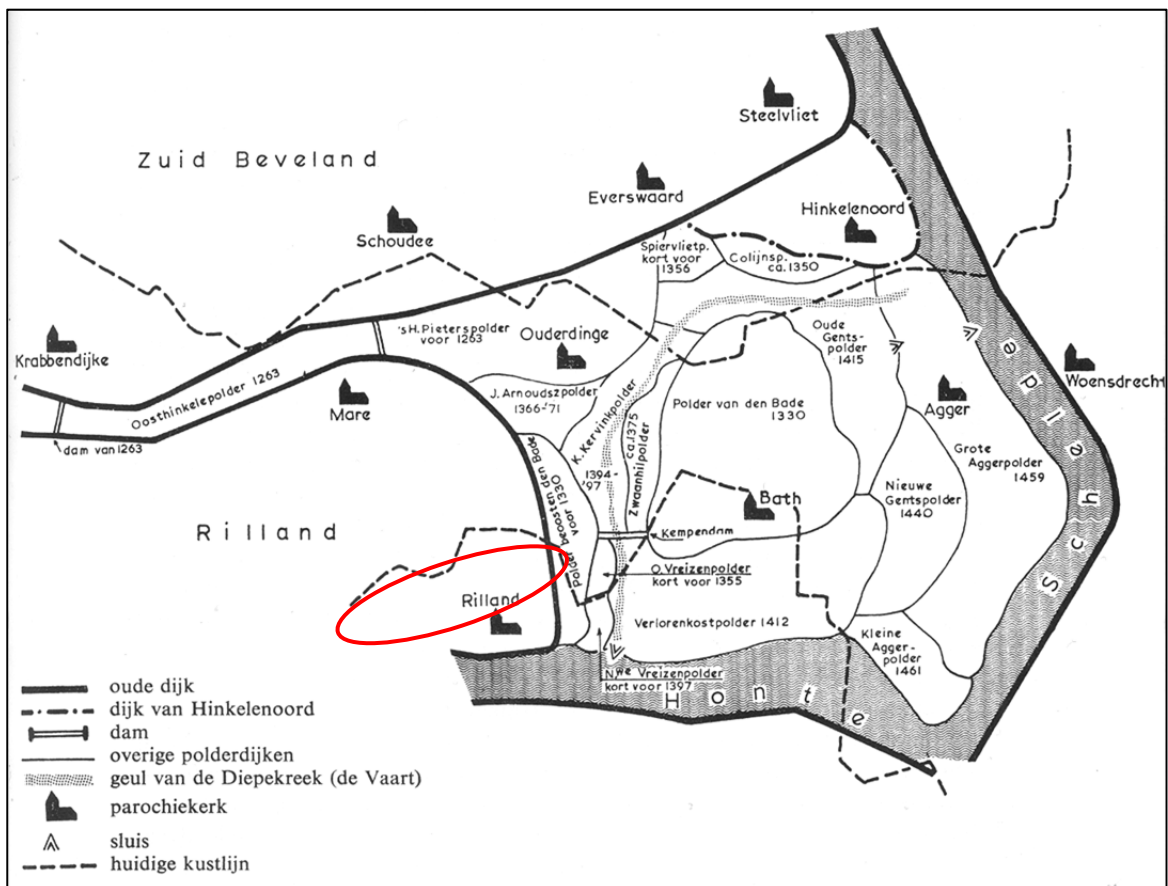 Steelvliet
Zuid Beveland
Everswaard
Hinkelenoord
Schoudee
Spiervlietp.
kort voor
1356
Colijnsp.
ca. 1350
'sH. Pieterspolder
voor 1263
Ouderdinge
Oude
Gents-
polder
1415
Krabbendijke
Oosthinkelepolder 1263
Mare
J. Arnoudszpolder
1366-'71
K. Kervinkpolder
1394-
'97
ca. 1375
Zwaanhilpolder
Polder van den Bade
1330
Agger
Woensdrecht
Schelpe
dam van 1263
Grote
Aggerpolder
1459
Nieuwe
Gentspolder
1440
Polder beoosten den Bade
voor 1330
Bath
Kempendam
Rilland
O. Vreizenpolder
kort voor 1355
Rilland
Verlorenkostpolder 1412
Kleine
Agger-
polder
1461
N.we Vreizenpolder
kort voor 1397
Honte
oude dijk
dijk van Hinkelenoord
dam
overige polderdijken
geul van de Diepekreek (de Vaart)
parochiekerk
sluis
huidige kustlijn